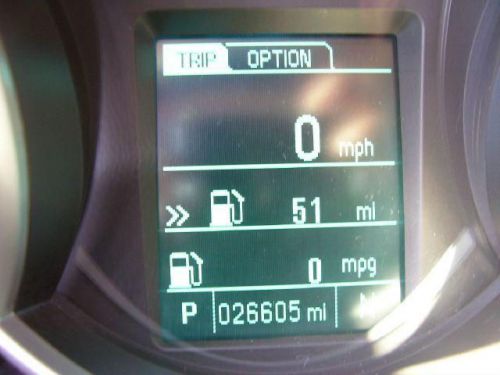 TRIP OPTION
0 mph
51 mi
0 mpg
P 026605 mi N